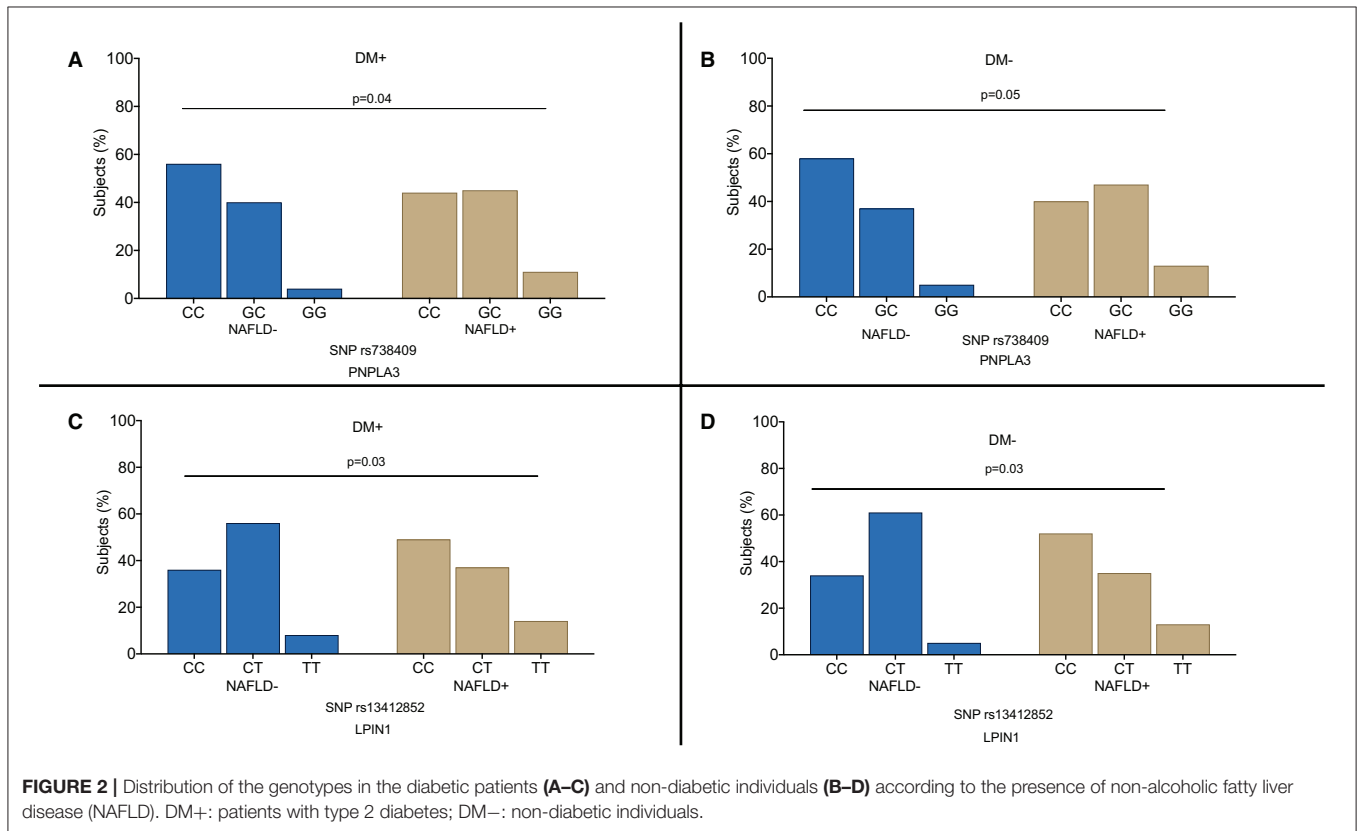 A
DM+
p=0.04
100
80
60
40
20
0
Subjects (%)
CC GC GG CC GC GG
NAFLD- NAFLD+
SNP rs738409
PNPLA3
B
DM-
p=0.05
100
80
60
40
20
0
Subjects (%)
CC GC GG CC GC GG
NAFLD- NAFLD+
SNP rs738409
PNPLA3
C
DM+
p=0.03
100
80
60
40
20
0
Subjects (%)
CC CT TT CC CT TT
NAFLD- NAFLD+
SNP rs13412852
LPIN1
D
DM-
p=0.03
100
80
60
40
20
0
Subjects (%)
CC CT TT CC CT TT
NAFLD- NAFLD+
SNP rs13412852
LPIN1
FIGURE 2 | Distribution of the genotypes in the diabetic patients (A–C) and non-diabetic individuals (B–D) according to the presence of non-alcoholic fatty liver
disease (NAFLD). DM+: patients with type 2 diabetes; DM−: non-diabetic individuals.